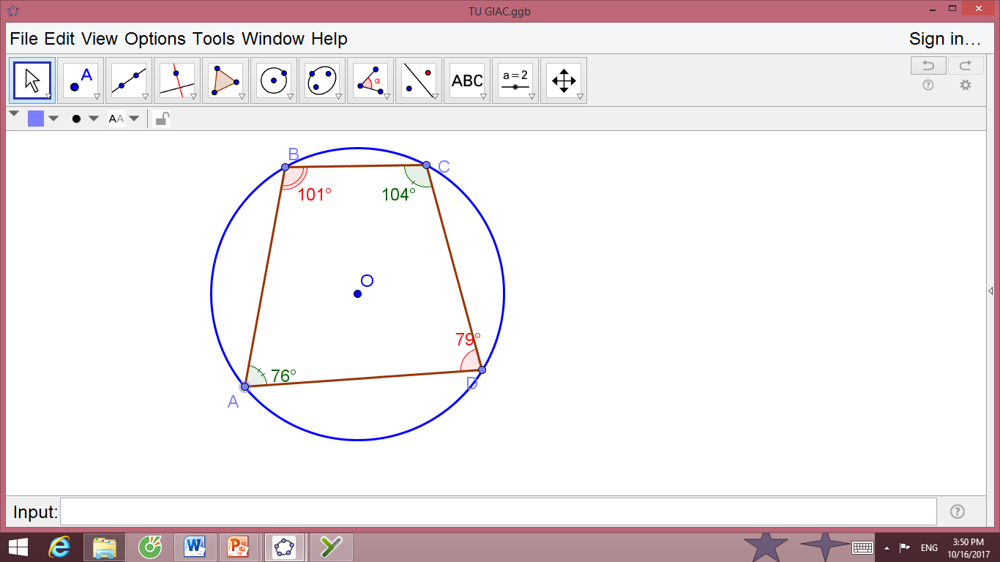 TU GIAC.ggb
File Edit View Options Tools Window Help
Sign in…
A
α
ABC
a=2
AA
B
C
101°
104°
O
79°
76°
D
A
Input:
ENG
3:50 PM
10/16/2017